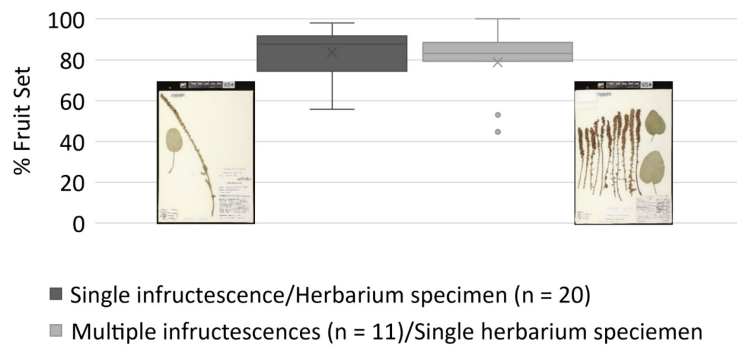 100
80
60
40
20
0
% Fruit Set
Single infructescence/Herbarium specimen (n = 20)
Multiple infructescences (n = 11)/Single herbarium speciemen